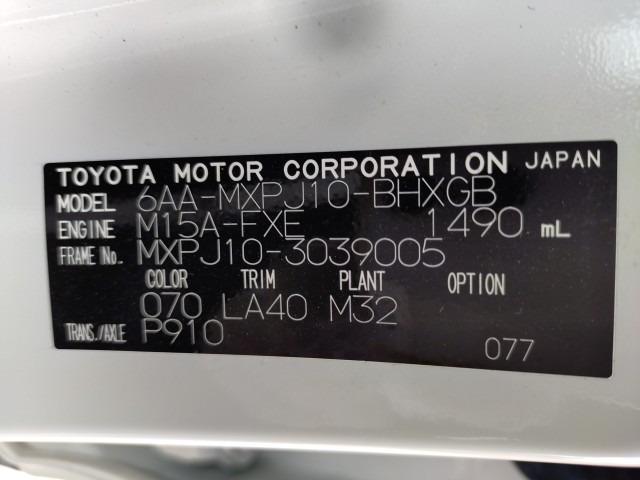 TOYOTA MOTOR CORPORATION JAPAN
MODEL 6AA-MXPJ10-BHXGB
ENGINE M15A-FXE 1490 mL
FRAME No. MXPJ10-3039005
COLOR TRIM PLANT OPTION
070 LA40 M32
TRANS./AXLE P910
077